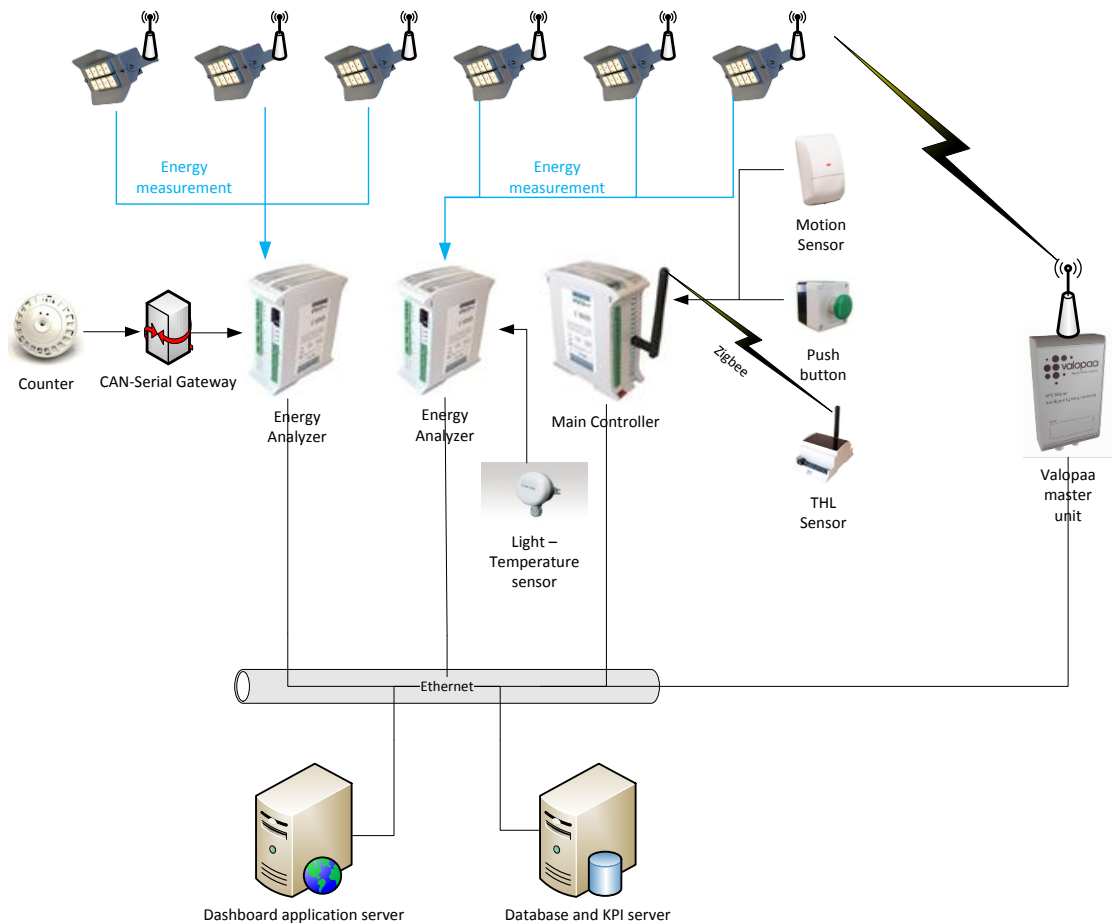 Energy
measurement
Energy
measurement
Motion
Sensor
Counter
CAN-Serial Gateway
Energy
Analyzer
Energy
Analyzer
Main Controller
Zigbee
Push
button
THL
Sensor
Light –
Temperature
sensor
valopaa
Valopaa
master
unit
Ethernet
Dashboard application server
Database and KPI server